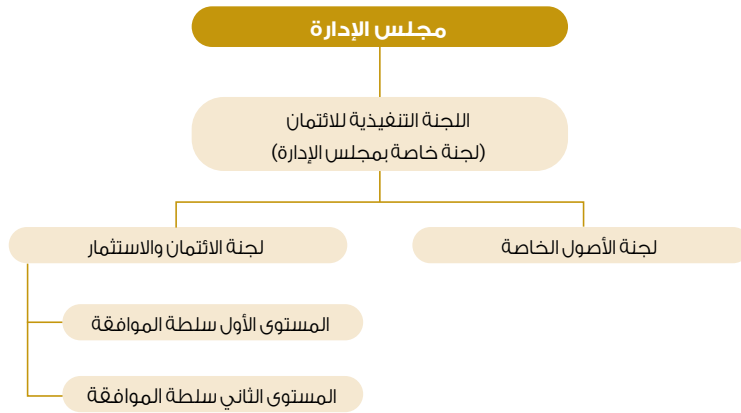 مجلس الإدارة
اللجنة التنفيذية للائتمان
(لجنة خاصة بمجلس الإدارة)
لجنة الأصول الخاصة
لجنة الائتمان والاستثمار
المستوى الأول سلطة الموافقة
المستوى الثاني سلطة الموافقة